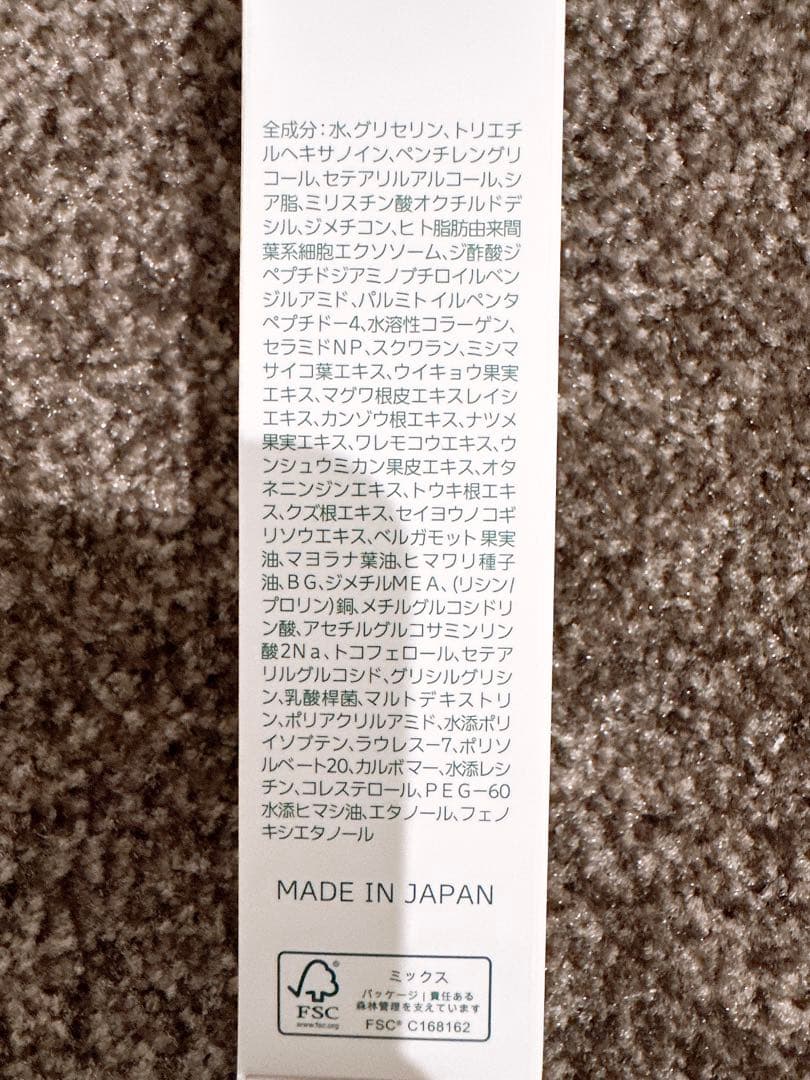 全成分：水、グリセリン、トリエチ
ルヘキサノイン、ペンチレングリ
コール、セテアリルアルコール、シ
ア脂、ミリスチン酸オクチルドデ
シル、ジメチコン、ヒト脂肪由来間
葉系細胞エクソソーム、ジ酢酸ジ
ペプチドジアミノブチロイルベン
ジルアミド、パルミトイルペンタ
ペプチドー4、水溶性コラーゲン、
セラミドNP、スクワラン、ミシマ
サイコ葉エキス、ウイキョウ果実
エキス、マグワ根皮エキスレイシ
エキス、カンゾウ根エキス、ナツメ
果実エキス、ワレモコウエキス、ウ
ンシュウミカン果皮エキス、オタ
ネニンジンエキス、トウキ根エキ
ス、クズ根エキス、セイヨウノコギ
リソウエキス、ベルガモット果実
油、マヨラナ葉油、ヒマワリ種子
油、BG、ジメチルMEA、(リシン/
プロリン)銅、メチルグルコシドリ
ン酸、アセチルグルコサミンリン
酸2Na、トコフェロール、セテア
リルグルコシド、グリシルグリシ
ン、乳酸桿菌、マルトデキストリ
ン、ポリアクリルアミド、水添ポリ
イソブテン、ラウレスー7、ポリソ
ルベート20、カルボマー、水添レシ
チン、コレステロール、PEG－60
水添ヒマシ油、エタノール、フェノ
キシエタノール
MADE IN JAPAN
FSC®
www.fsc.org
ミックス
パッケージ | 責任ある
森林管理を支えています
FSC® C168162